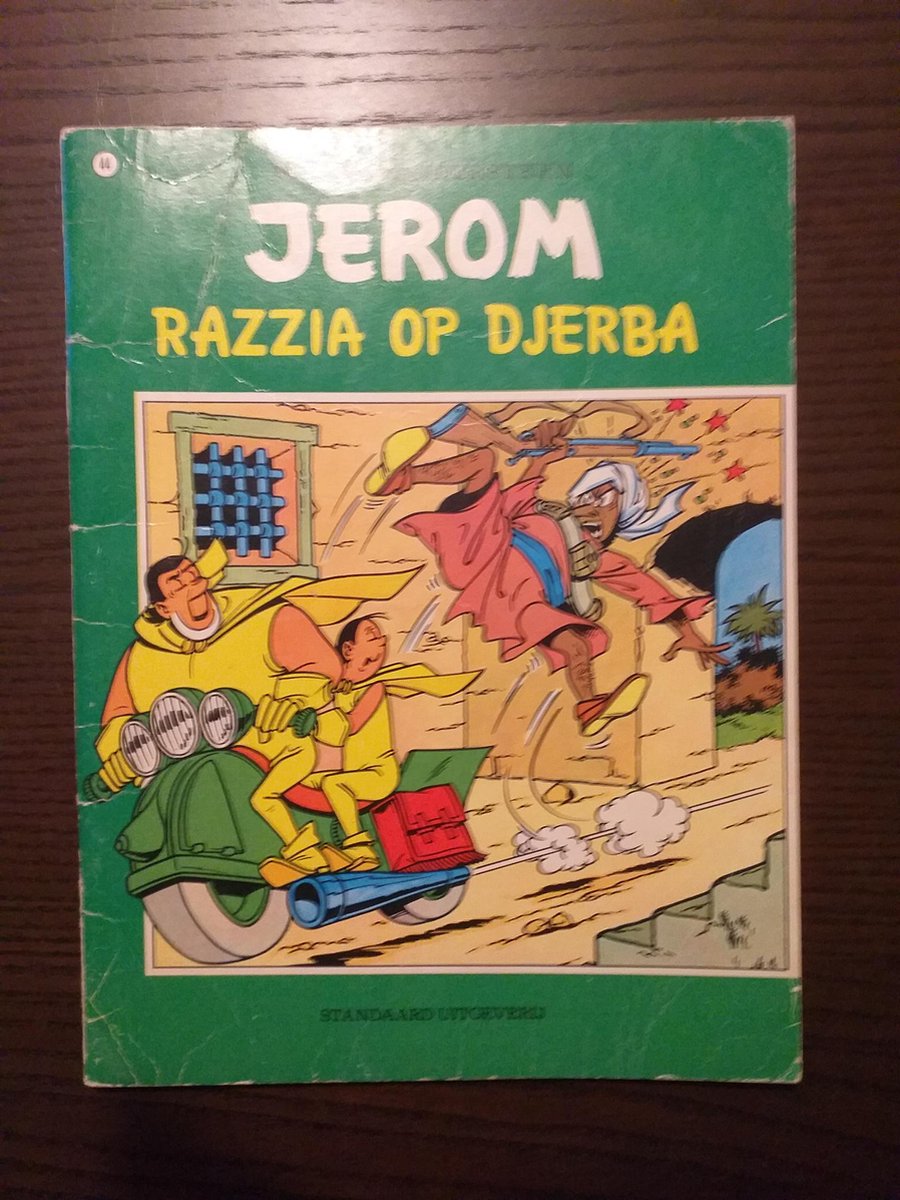 44
JEROM
RAZZIA OP DJERBA
STANDAARD UITGEVERIJ